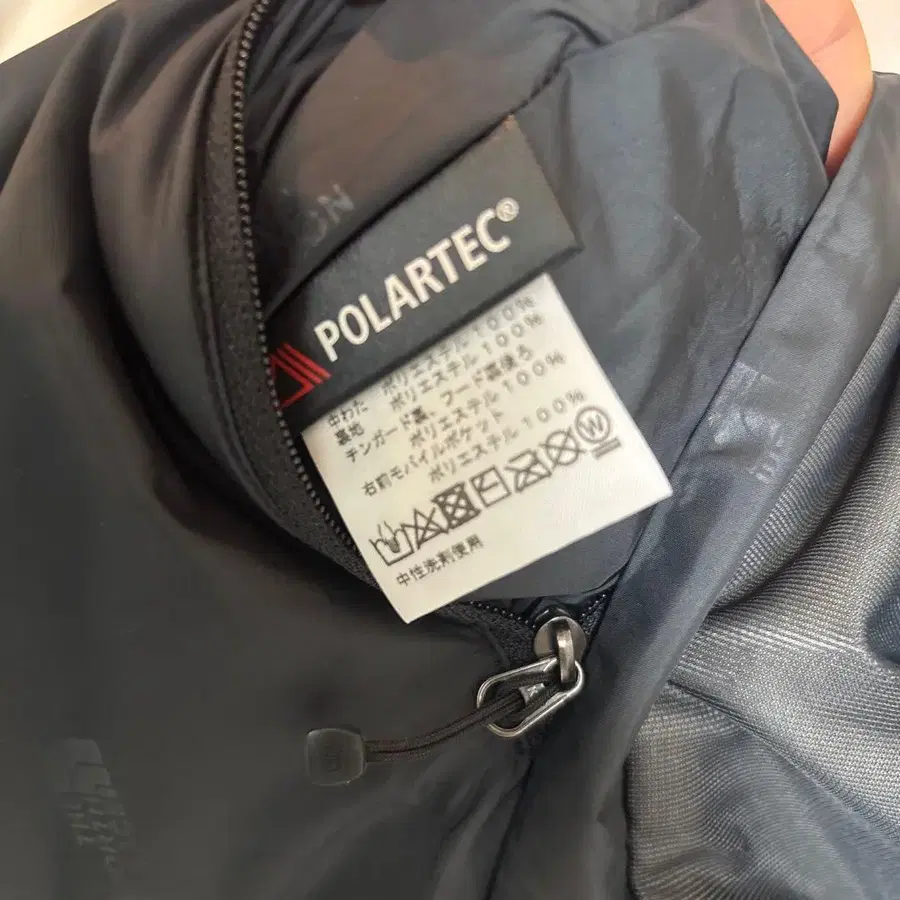 POLARTEC®
中わた ポリエステル100%
裏地 ポリエステル100%
チンガード裏、フード裏後ろ
ポリエステル100%
右前モバイルポケット
ポリエステル100%
W
中性洗剤使用